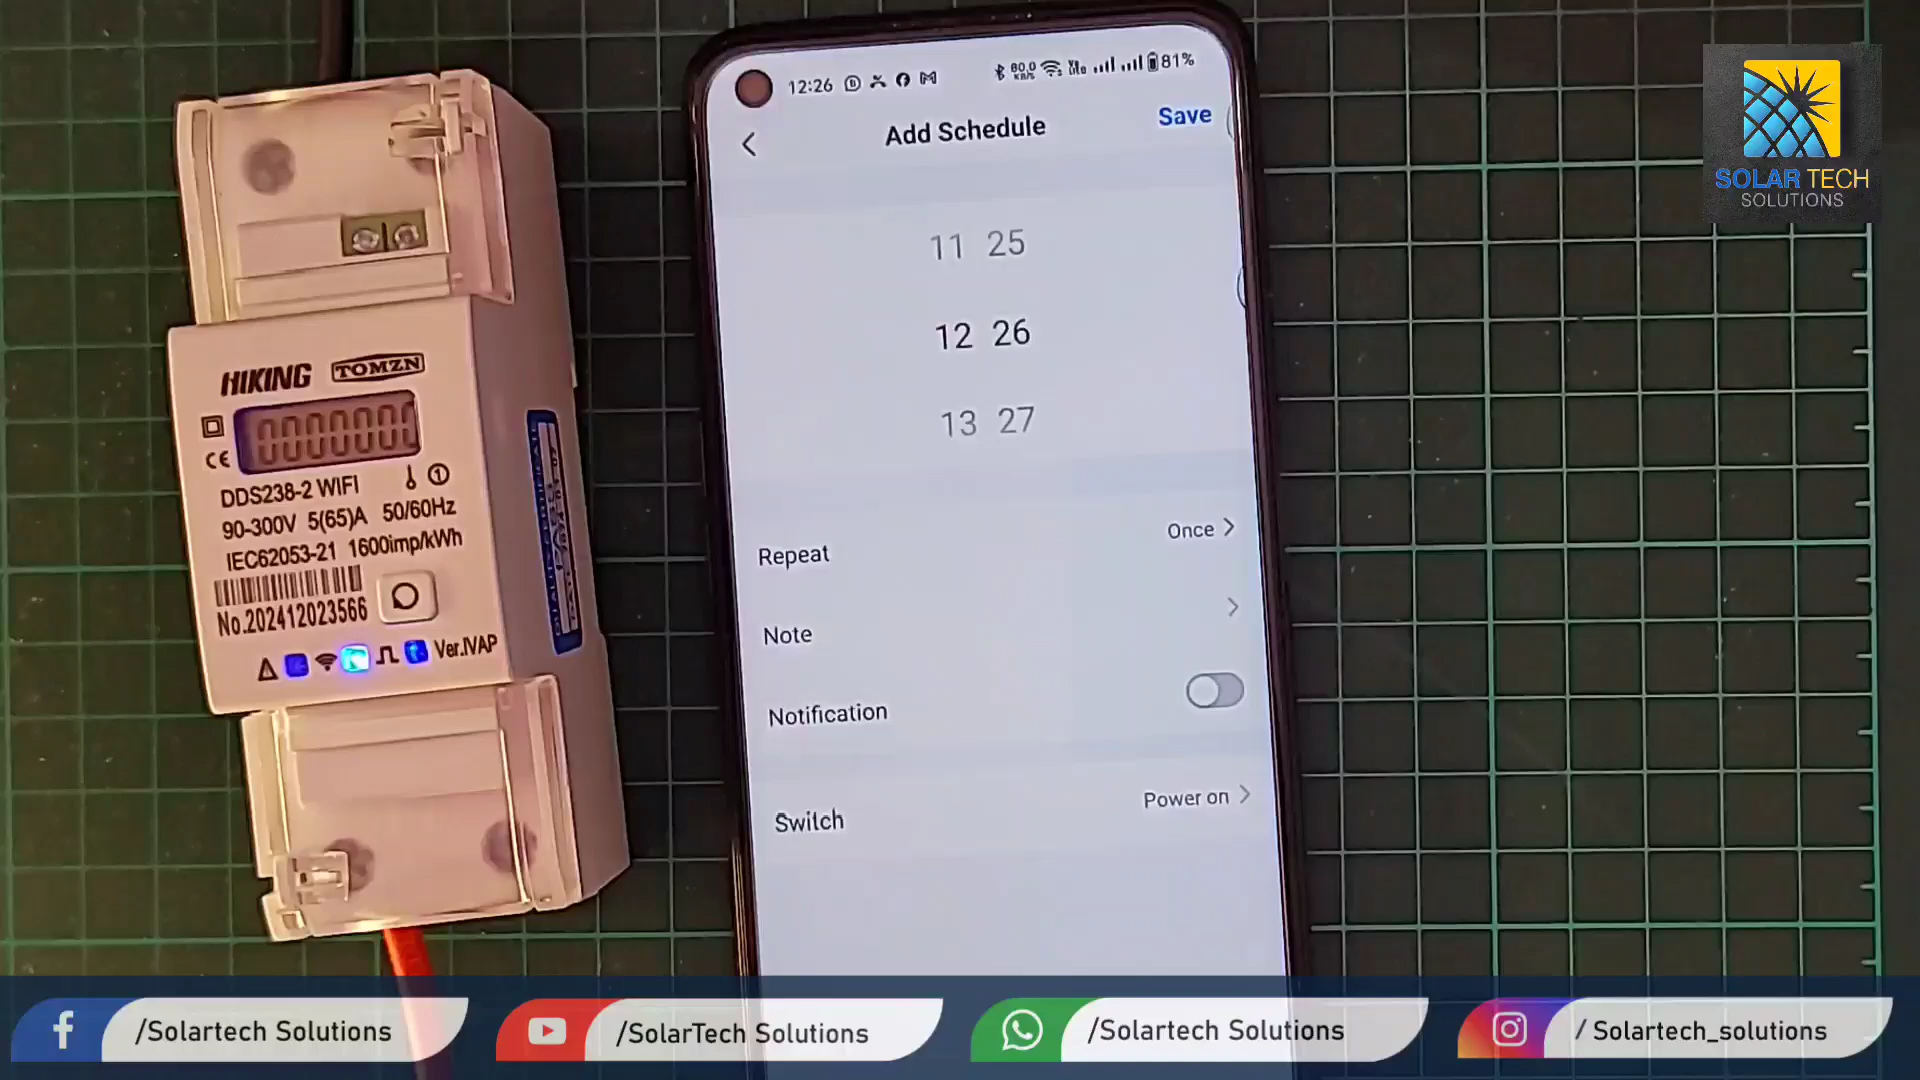 HIKING TOMZN
0000000
CE
DDS238-2 WIFI
90-300V 5(65)A 50/60Hz
IEC62053-21 1600imp/kWh
No.202412023566
Ver.IVAP
12:26
81%
Add Schedule
Save
11 25
12 26
13 27
Repeat
Once
Note
Notification
Switch
Power on
SOLAR TECH
SOLUTIONS
/Solartech Solutions
/SolarTech Solutions
/Solartech Solutions
/ Solartech_solutions